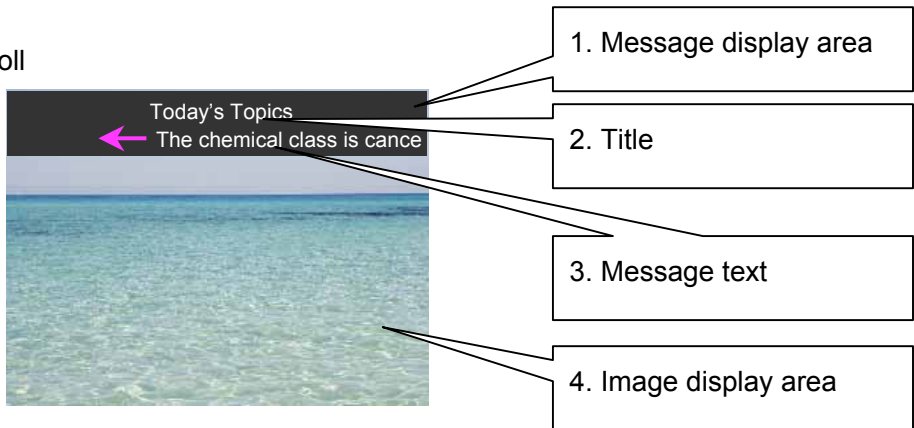 oll
Today's Topics
The chemical class is cance
1. Message display area
2. Title
3. Message text
4. Image display area